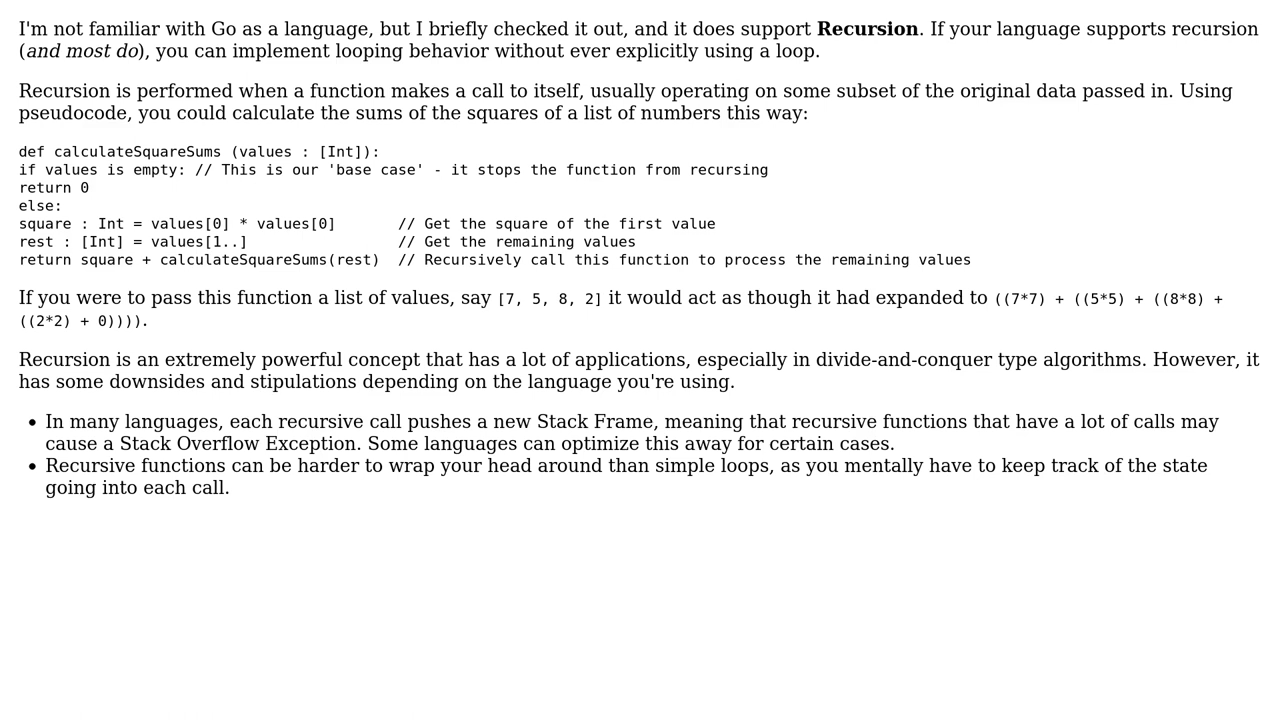 I'm not familiar with Go as a language, but I briefly checked it out, and it does support Recursion. If your language supports recursion
(and most do), you can implement looping behavior without ever explicitly using a loop.
Recursion is performed when a function makes a call to itself, usually operating on some subset of the original data passed in. Using
pseudocode, you could calculate the sums of the squares of a list of numbers this way:
def calculateSquareSums (values : [Int]):
if values is empty: // This is our 'base case' - it stops the function from recursing
return 0
else:
square : Int = values[0] * values[0]       // Get the square of the first value
rest : [Int] = values[1..]                 // Get the remaining values
return square + calculateSquareSums(rest)  // Recursively call this function to process the remaining values
If you were to pass this function a list of values, say [7, 5, 8, 2] it would act as though it had expanded to ((7*7) + ((5*5) + ((8*8) +
((2*2) + 0)))).
Recursion is an extremely powerful concept that has a lot of applications, especially in divide-and-conquer type algorithms. However, it
has some downsides and stipulations depending on the language you're using.
• In many languages, each recursive call pushes a new Stack Frame, meaning that recursive functions that have a lot of calls may
cause a Stack Overflow Exception. Some languages can optimize this away for certain cases.
• Recursive functions can be harder to wrap your head around than simple loops, as you mentally have to keep track of the state
going into each call.